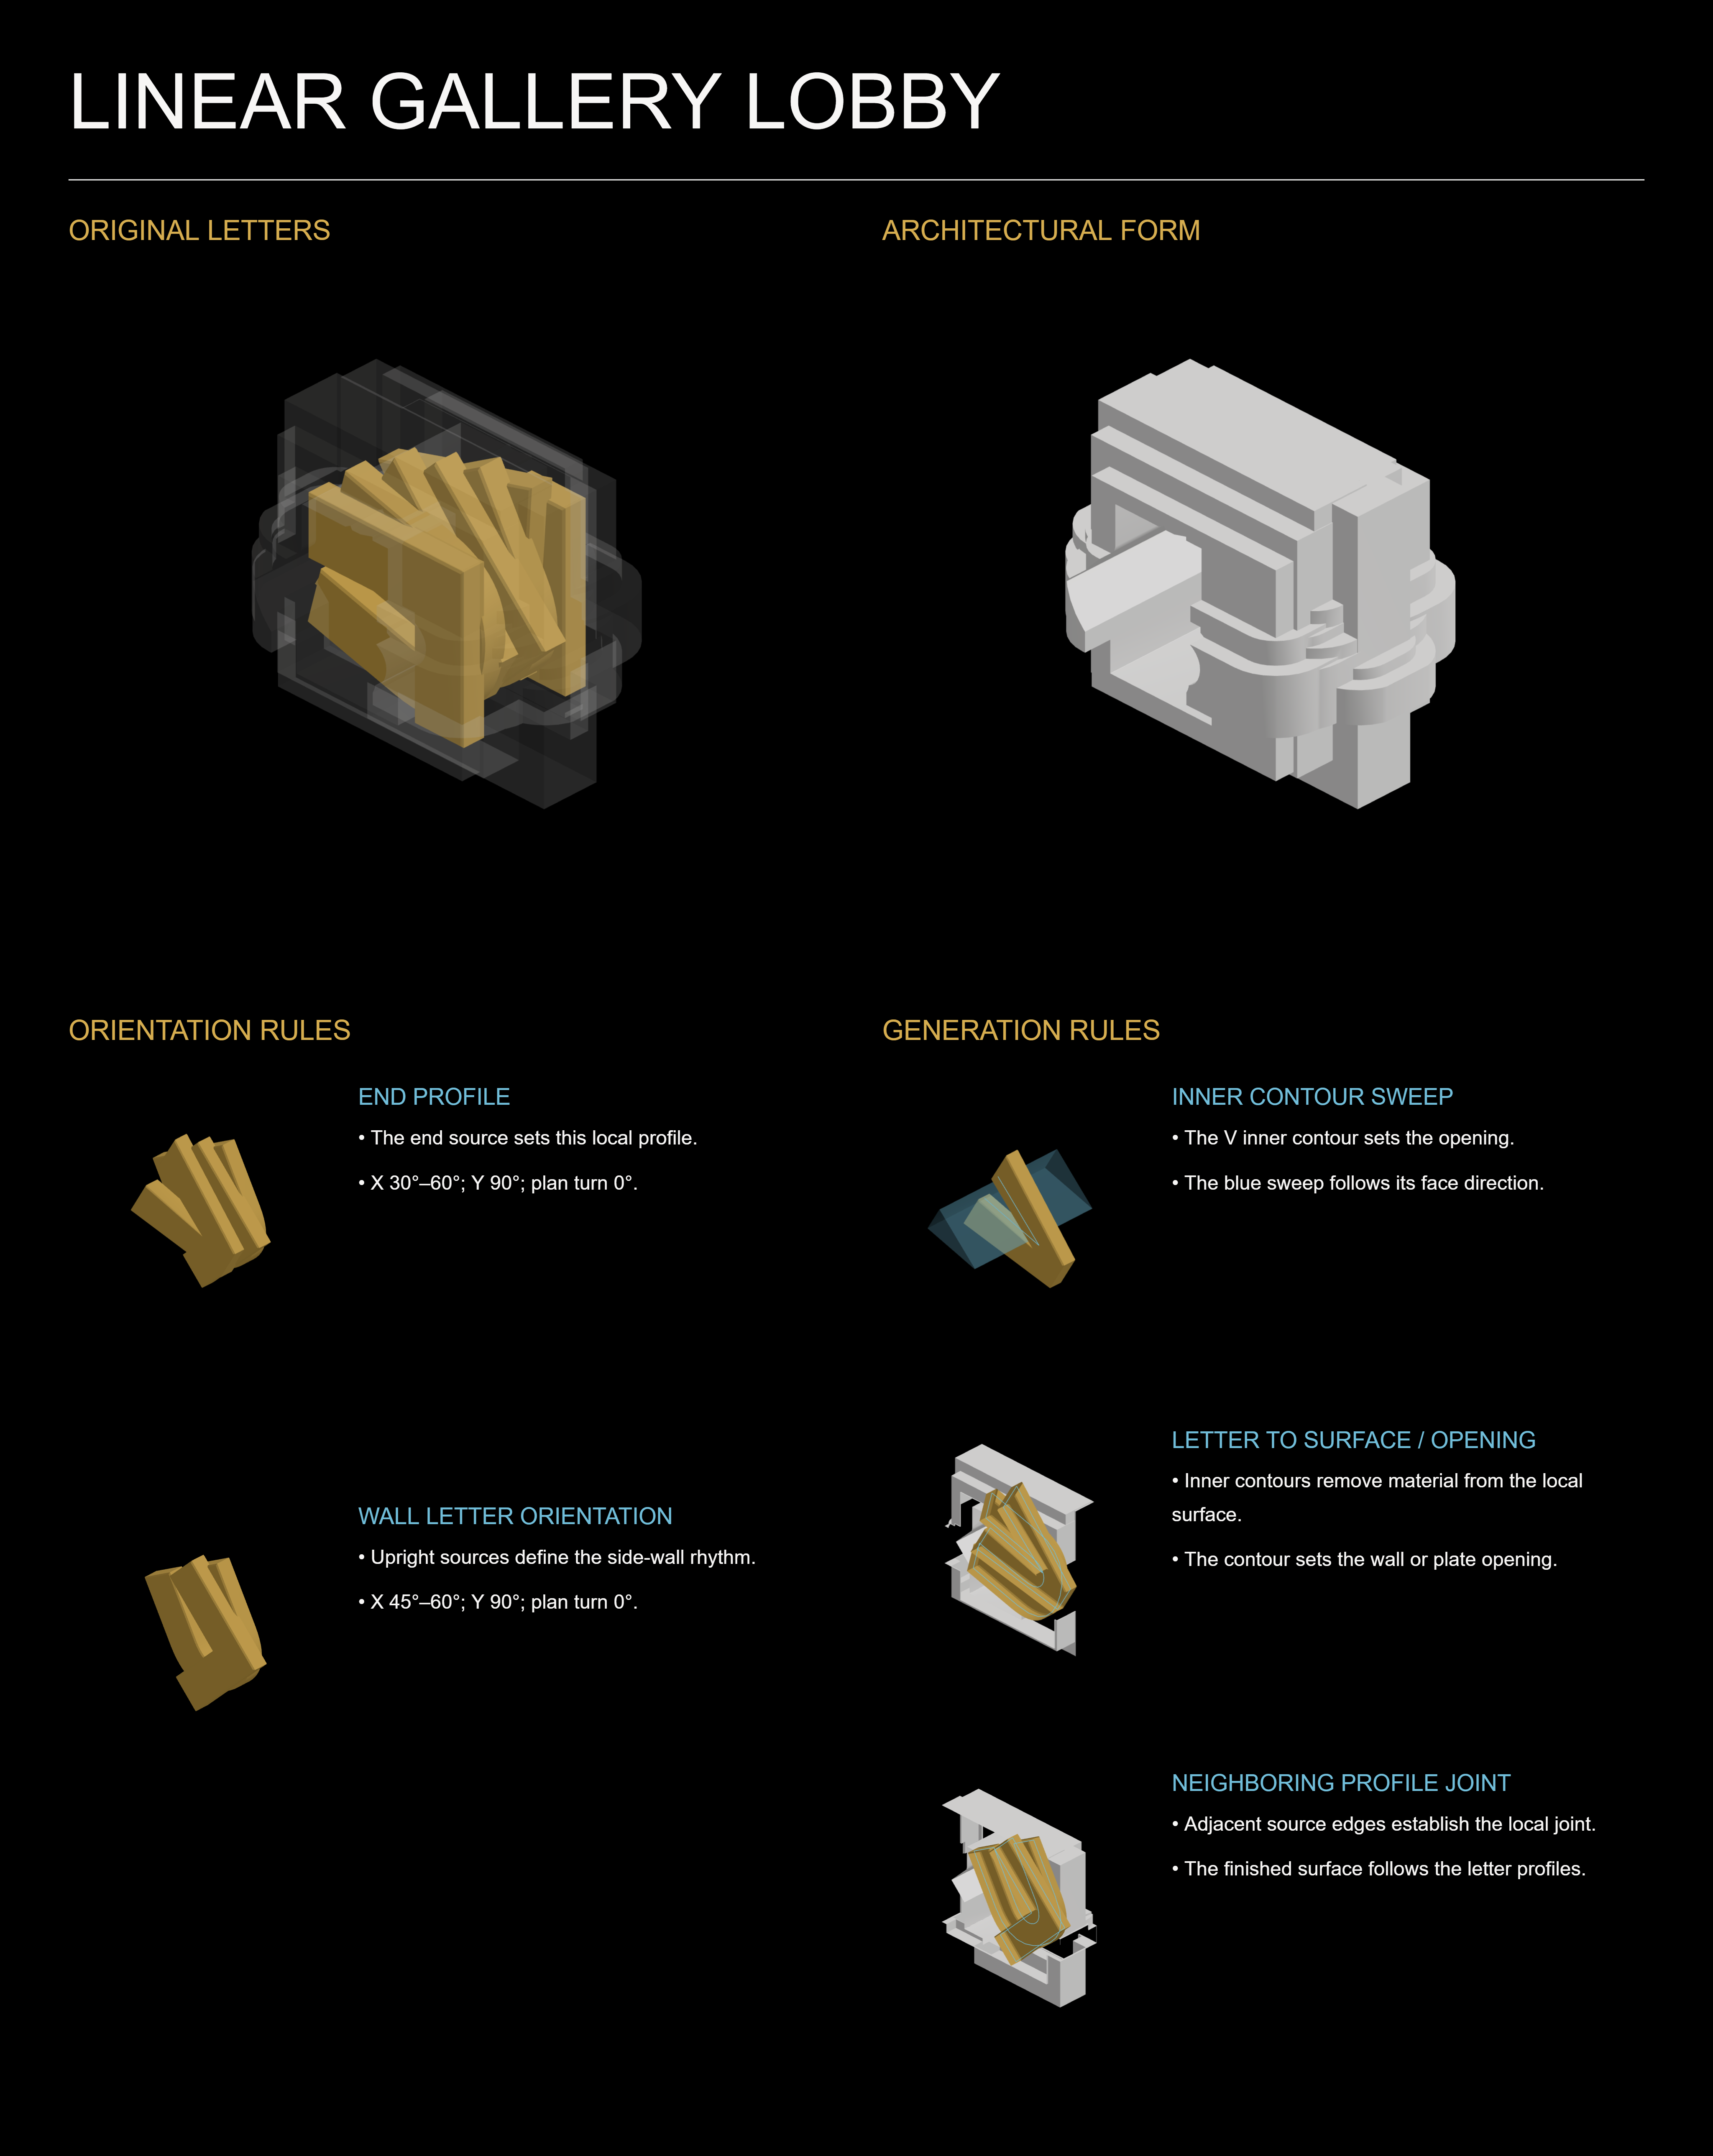 LINEAR GALLERY LOBBY
ORIGINAL LETTERS
ARCHITECTURAL FORM
ORIENTATION RULES
END PROFILE
• The end source sets this local profile.
• X 30°–60°; Y 90°; plan turn 0°.
WALL LETTER ORIENTATION
• Upright sources define the side-wall rhythm.
• X 45°–60°; Y 90°; plan turn 0°.
GENERATION RULES
INNER CONTOUR SWEEP
• The V inner contour sets the opening.
• The blue sweep follows its face direction.
LETTER TO SURFACE / OPENING
• Inner contours remove material from the local
surface.
• The contour sets the wall or plate opening.
NEIGHBORING PROFILE JOINT
• Adjacent source edges establish the local joint.
• The finished surface follows the letter profiles.